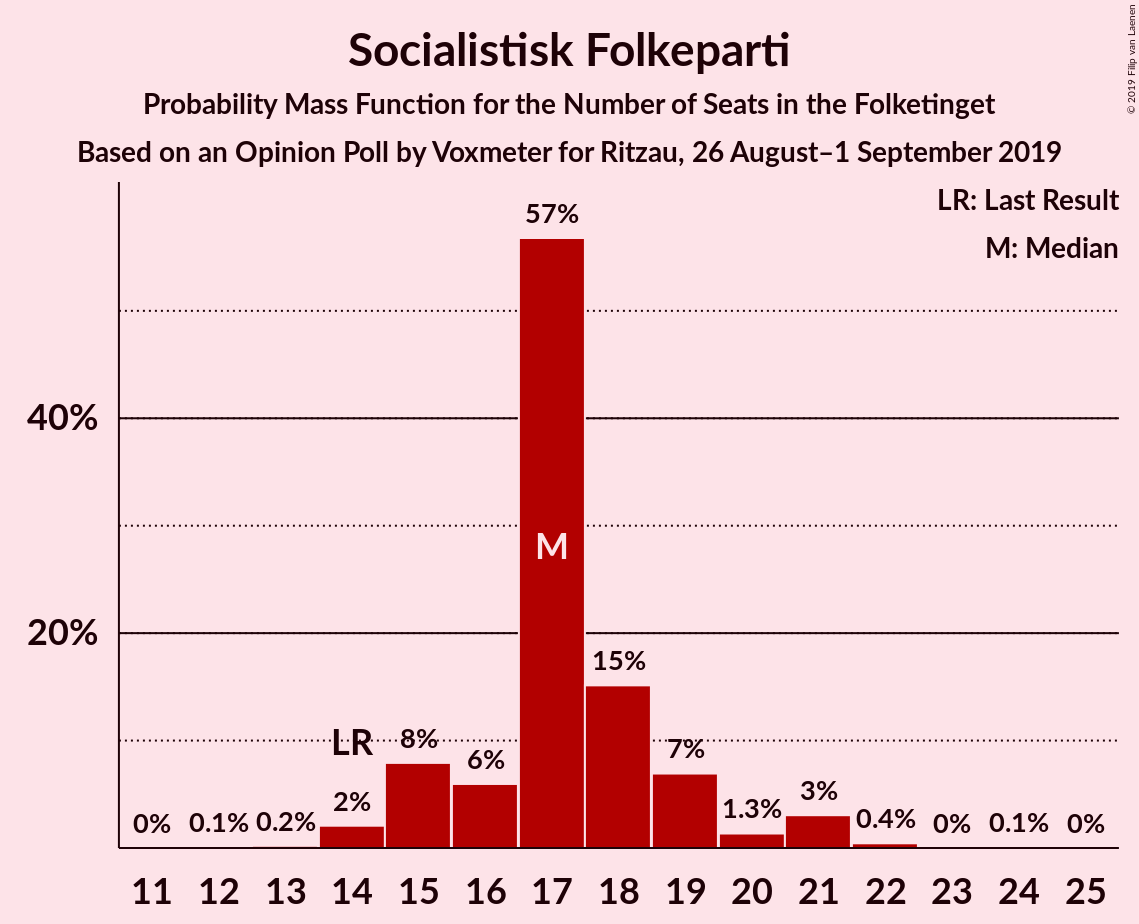 Socialistisk Folkeparti
Probability Mass Function for the Number of Seats in the Folketinget
Based on an Opinion Poll by Voxmeter for Ritzau, 26 August–1 September 2019
© 2019 Filip van Laenen
LR: Last Result
M: Median
57%
40%
M
20%
15%
LR
8%
7%
6%
3%
2%
1.3%
0.4%
0% 0.1% 0.2%
0% 0.1% 0%
11 12 13 14 15 16 17 18 19 20 21 22 23 24 25